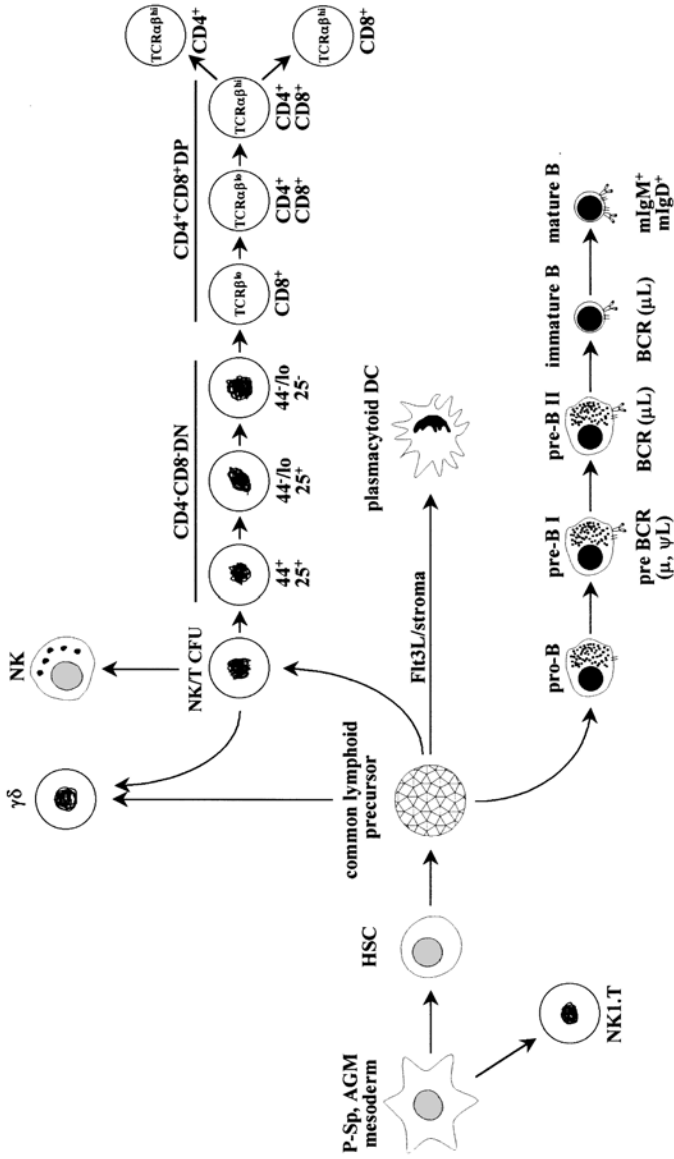 γδ
NK
NK/T CFU
CD4⁻CD8⁻DN
44⁺
25⁺
44⁻/lo
25⁺
44⁻/lo
25⁻
CD4⁺CD8⁺DP
TCRβˡᵒ
CD8⁺
TCRαβˡᵒ
CD4⁺
CD8⁺
TCRαβʰⁱ
CD4⁺
CD8⁺
TCRαβʰⁱ
CD4⁺
TCRαβʰⁱ
CD8⁺
P-Sp, AGM
mesoderm
HSC
common lymphoid
precursor
Flt3L/stroma
plasmacytoid DC
NK1.T
pro-B
pre-B I
pre BCR
(μ, ψL)
pre-B II
BCR (μL)
immature B
BCR (μL)
mature B
mIgM⁺
mIgD⁺